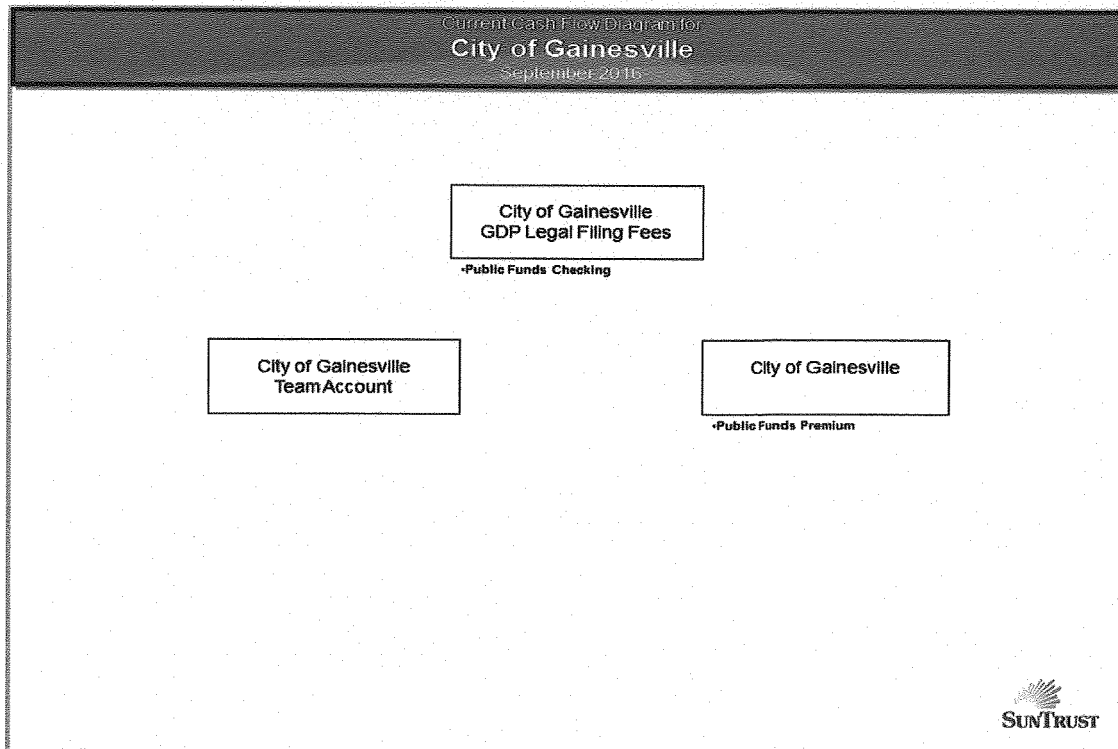 Current Cash Flow Diagram for
City of Gainesville
September 2016
City of Gainesville
GDP Legal Filing Fees
•Public Funds Checking
City of Gainesville
Team Account
City of Gainesville
•Public Funds Premium
SUNTRUST